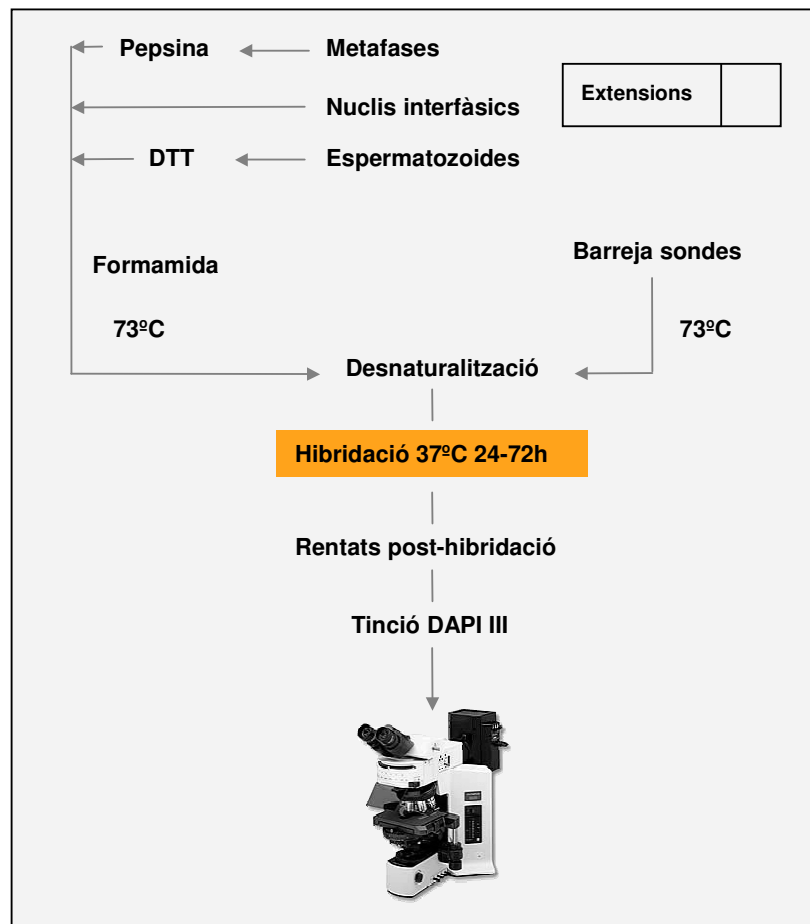 Pepsina Metafases
Nuclis interfàsics
Extensions
DTT Espermatozoides
Formamida
Barreja sondes
73ºC
73ºC
Desnaturalització
Hibridació 37ºC 24-72h
Rentats post-hibridació
Tinció DAPI III